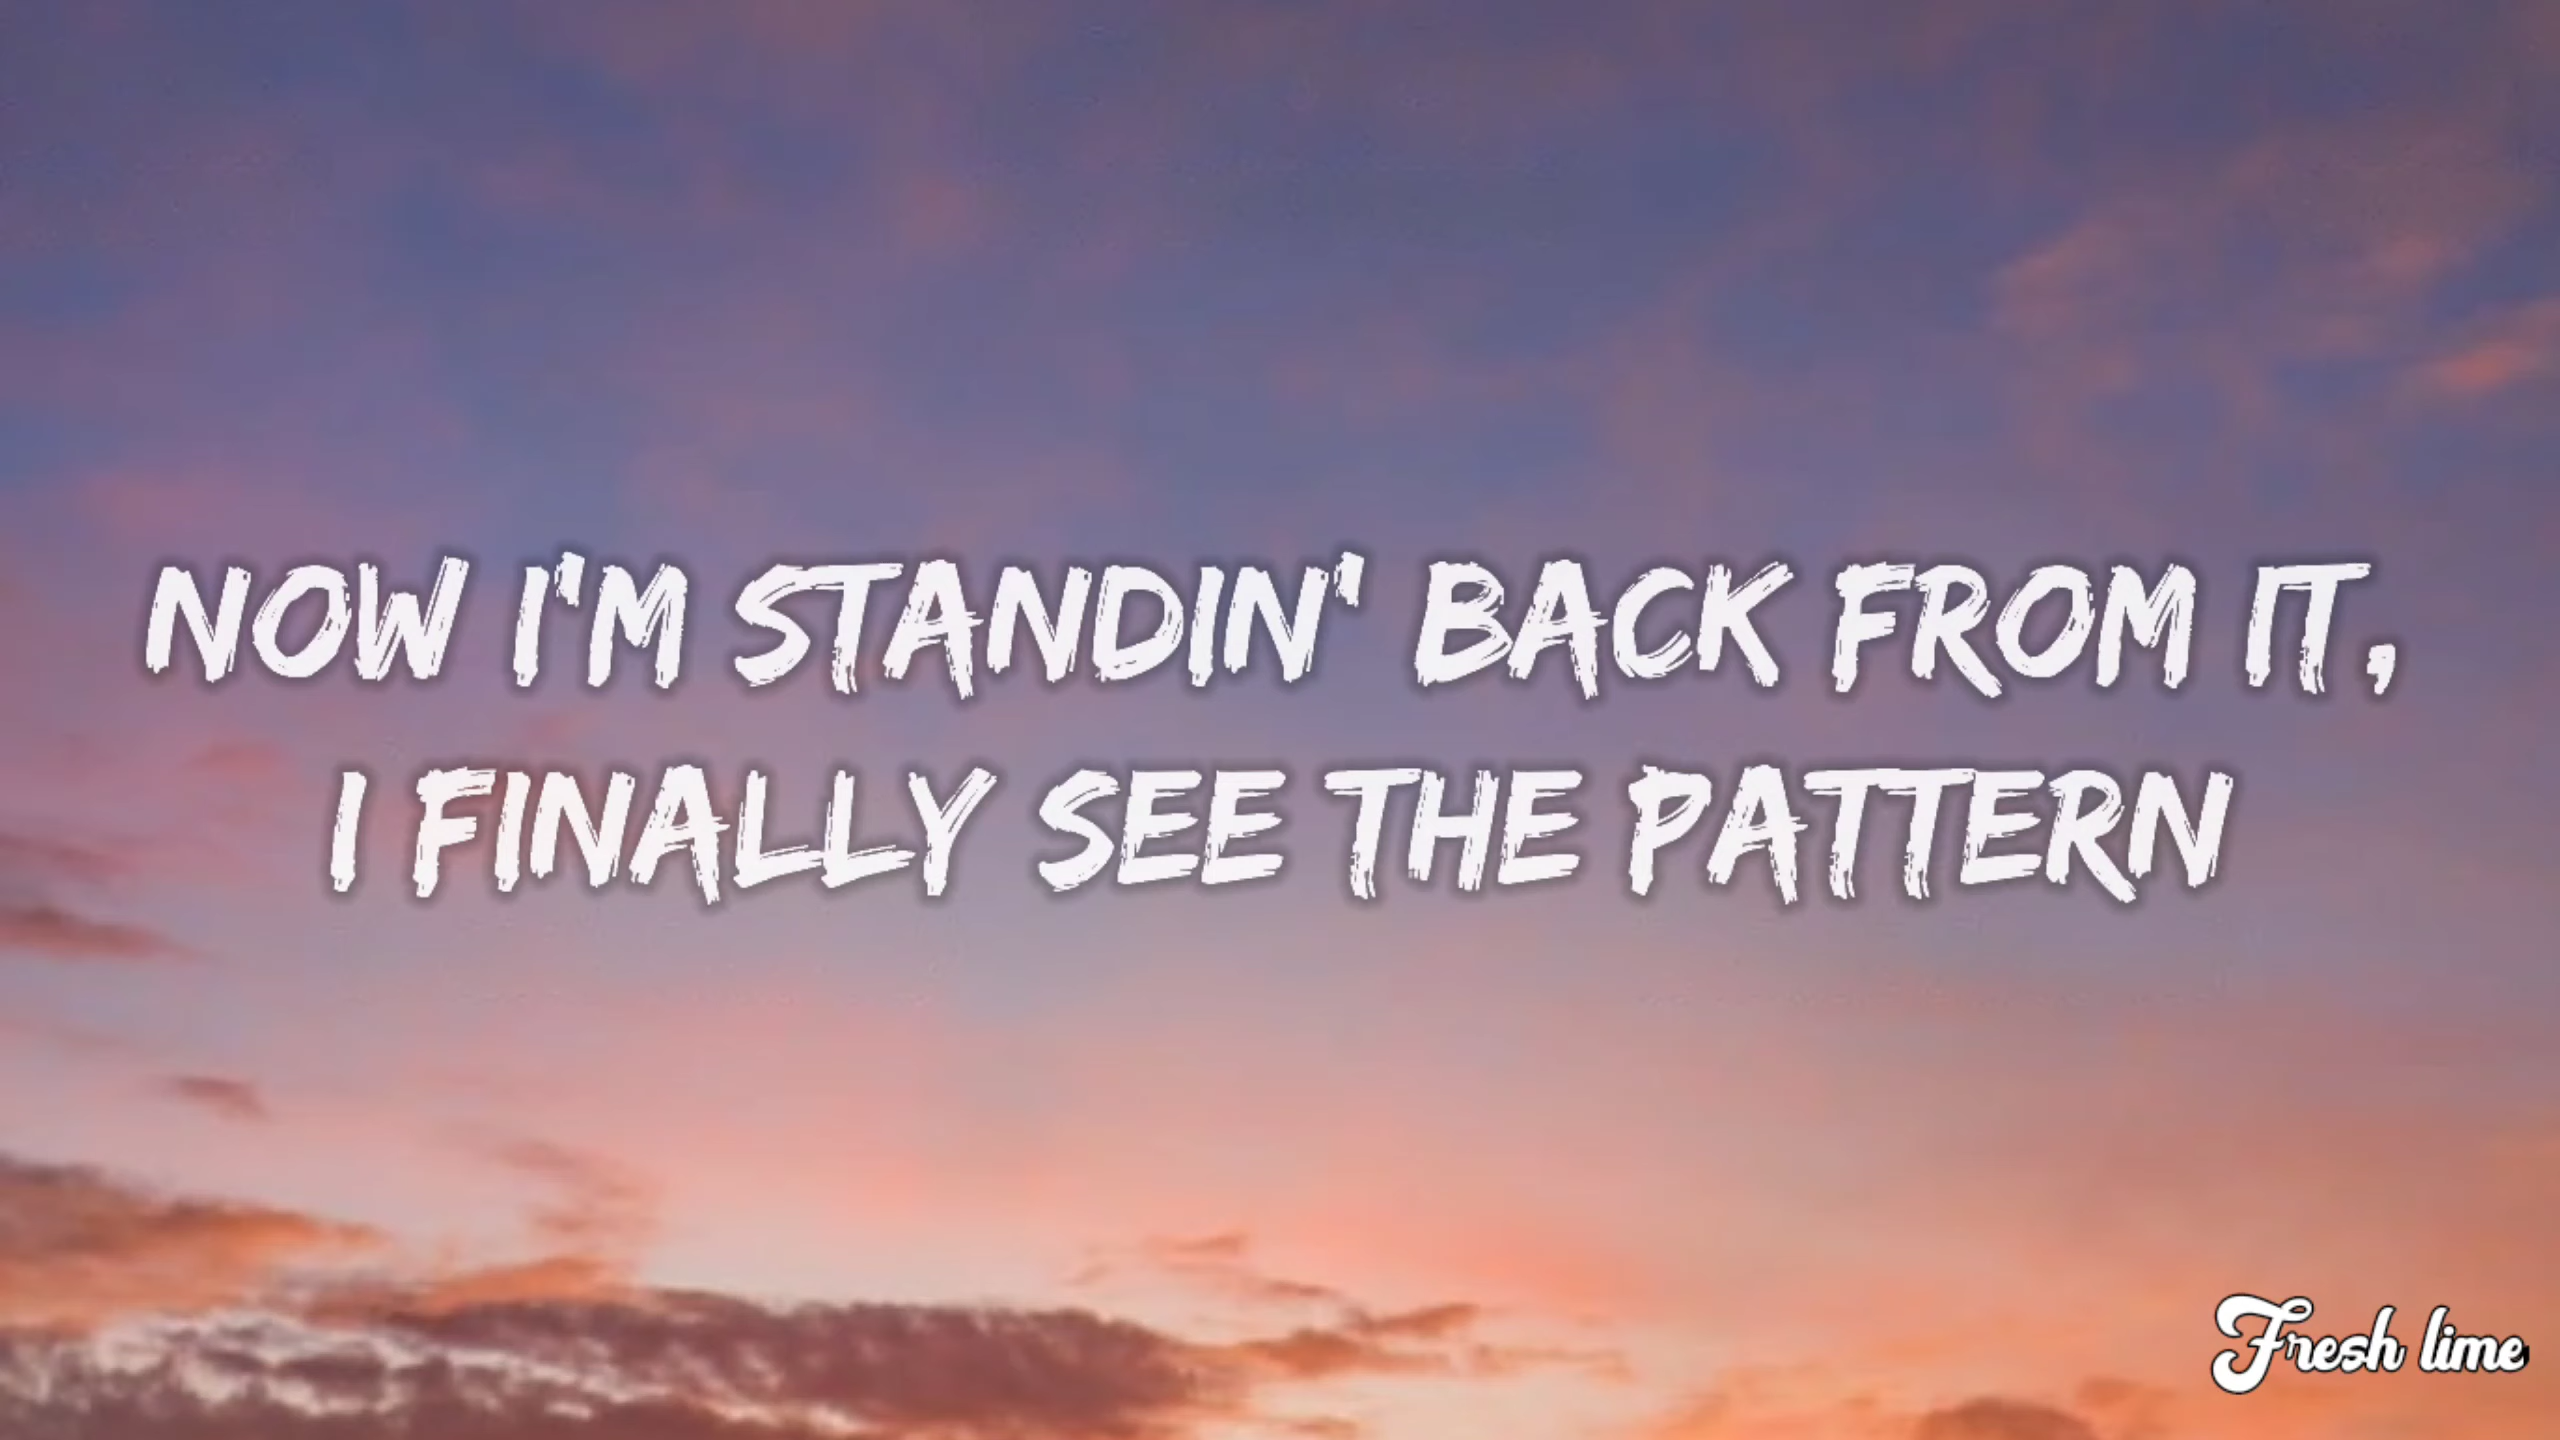 NOW I'M STANDIN' BACK FROM IT,
I FINALLY SEE THE PATTERN
Fresh lime